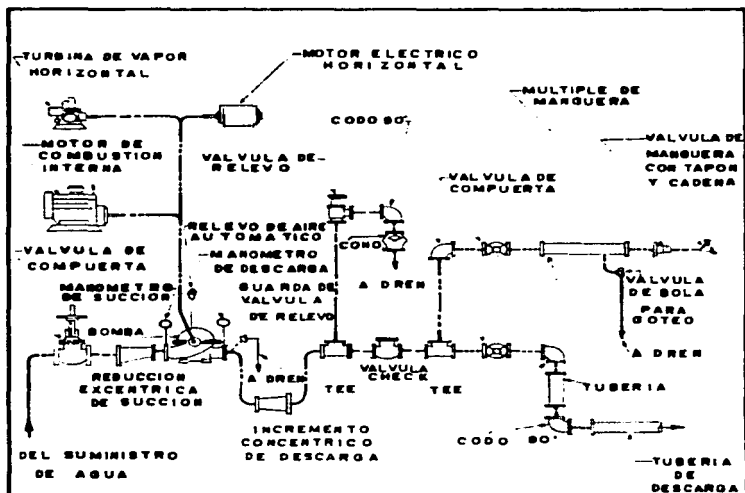 TURBINA DE VAPOR
HORIZONTAL
MOTOR ELECTRICO
HORIZONTAL
MULTIPLE DE
MANGUERA
CODO 90°
MOTOR DE
COMBUSTION
INTERNA
VALVULA DE
RELEVO
VALVULA DE
COMPUERTA
VALVULA DE
MANGUERA
CON TAPON
Y CADENA
VALVULA DE
COMPUERTA
RELEVO DE AIRE
AUTOMATICO
MANOMETRO
DE DESCARGA
CONO
A DREN
MANOMETRO
DE SUCCION
GUARDA DE
VALVULA
DE RELEVO
VALVULA
DE BOLA
PARA
GOTEO
BOMBA
A DREN
REDUCCION
EXCENTRICA
DE SUCCION
A DREN
TEE
VALVULA
CHECK
TEE
TUBERIA
INCREMENTO
CONCENTRICO
DE DESCARGA
CODO 90°
DEL SUMINISTRO
DE AGUA
TUBERIA
DE
DESCARGA